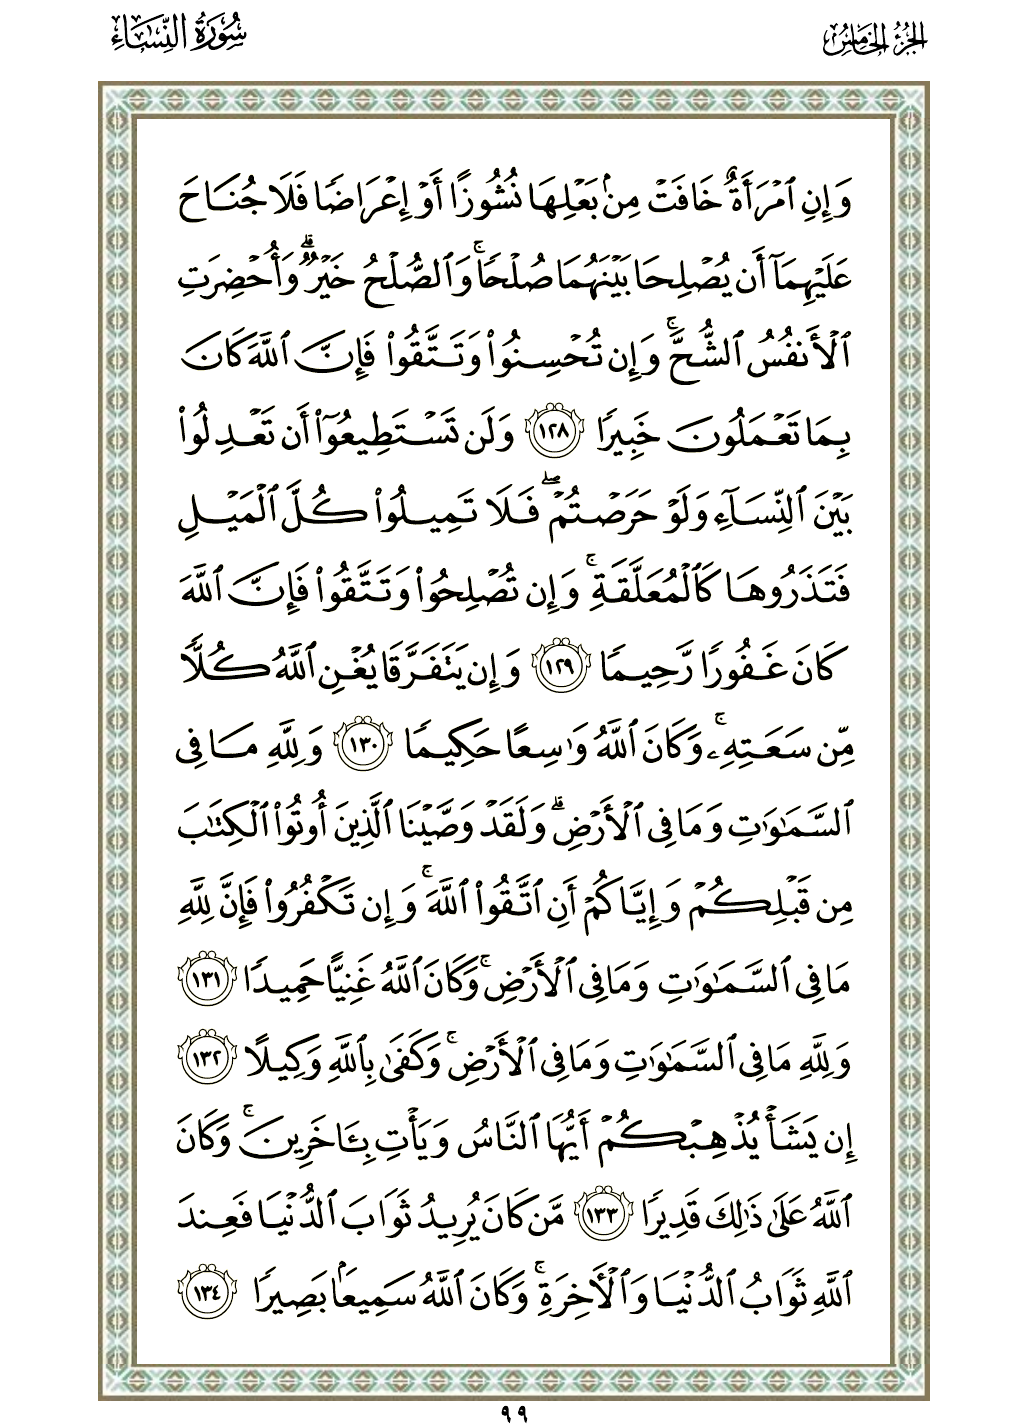 الجزء الخامس
سورة النساء
وَإِنِ ٱمْرَأَةٌ خَافَتْ مِنۢ بَعْلِهَا نُشُوزًا أَوْ إِعْرَاضًا فَلَا جُنَاحَ
عَلَيْهِمَآ أَن يُصْلِحَا بَيْنَهُمَا صُلْحًا ۚ وَٱلصُّلْحُ خَيْرٌ ۗ وَأُحْضِرَتِ
ٱلْأَنفُسُ ٱلشُّحَّ ۚ وَإِن تُحْسِنُوا۟ وَتَتَّقُوا۟ فَإِنَّ ٱللَّهَ كَانَ
بِمَا تَعْمَلُونَ خَبِيرًا ١٢٨ وَلَن تَسْتَطِيعُوٓا۟ أَن تَعْدِلُوا۟
بَيْنَ ٱلنِّسَآءِ وَلَوْ حَرَصْتُمْ ۖ فَلَا تَمِيلُوا۟ كُلَّ ٱلْمَيْلِ
فَتَذَرُوهَا كَٱلْمُعَلَّقَةِ ۚ وَإِن تُصْلِحُوا۟ وَتَتَّقُوا۟ فَإِنَّ ٱللَّهَ
كَانَ غَفُورًا رَّحِيمًا ١٢٩ وَإِن يَتَفَرَّقَا يُغْنِ ٱللَّهُ كُلًّا
مِّن سَعَتِهِۦ ۚ وَكَانَ ٱللَّهُ وَٰسِعًا حَكِيمًا ١٣٠ وَلِلَّهِ مَا فِى
ٱلسَّمَٰوَٰتِ وَمَا فِى ٱلْأَرْضِ ۗ وَلَقَدْ وَصَّيْنَا ٱلَّذِينَ أُوتُوا۟ ٱلْكِتَٰبَ
مِن قَبْلِكُمْ وَإِيَّاكُمْ أَنِ ٱتَّقُوا۟ ٱللَّهَ ۚ وَإِن تَكْفُرُوا۟ فَإِنَّ لِلَّهِ
مَا فِى ٱلسَّمَٰوَٰتِ وَمَا فِى ٱلْأَرْضِ ۚ وَكَانَ ٱللَّهُ غَنِيًّا حَمِيدًا ١٣١
وَلِلَّهِ مَا فِى ٱلسَّمَٰوَٰتِ وَمَا فِى ٱلْأَرْضِ ۚ وَكَفَىٰ بِٱللَّهِ وَكِيلًا ١٣٢
إِن يَشَأْ يُذْهِبْكُمْ أَيُّهَا ٱلنَّاسُ وَيَأْتِ بِـَٔاخَرِينَ ۚ وَكَانَ
ٱللَّهُ عَلَىٰ ذَٰلِكَ قَدِيرًا ١٣٣ مَّن كَانَ يُرِيدُ ثَوَابَ ٱلدُّنْيَا فَعِندَ
ٱللَّهِ ثَوَابُ ٱلدُّنْيَا وَٱلْـَٔاخِرَةِ ۚ وَكَانَ ٱللَّهُ سَمِيعًۢا بَصِيرًا ١٣٤
٩٩